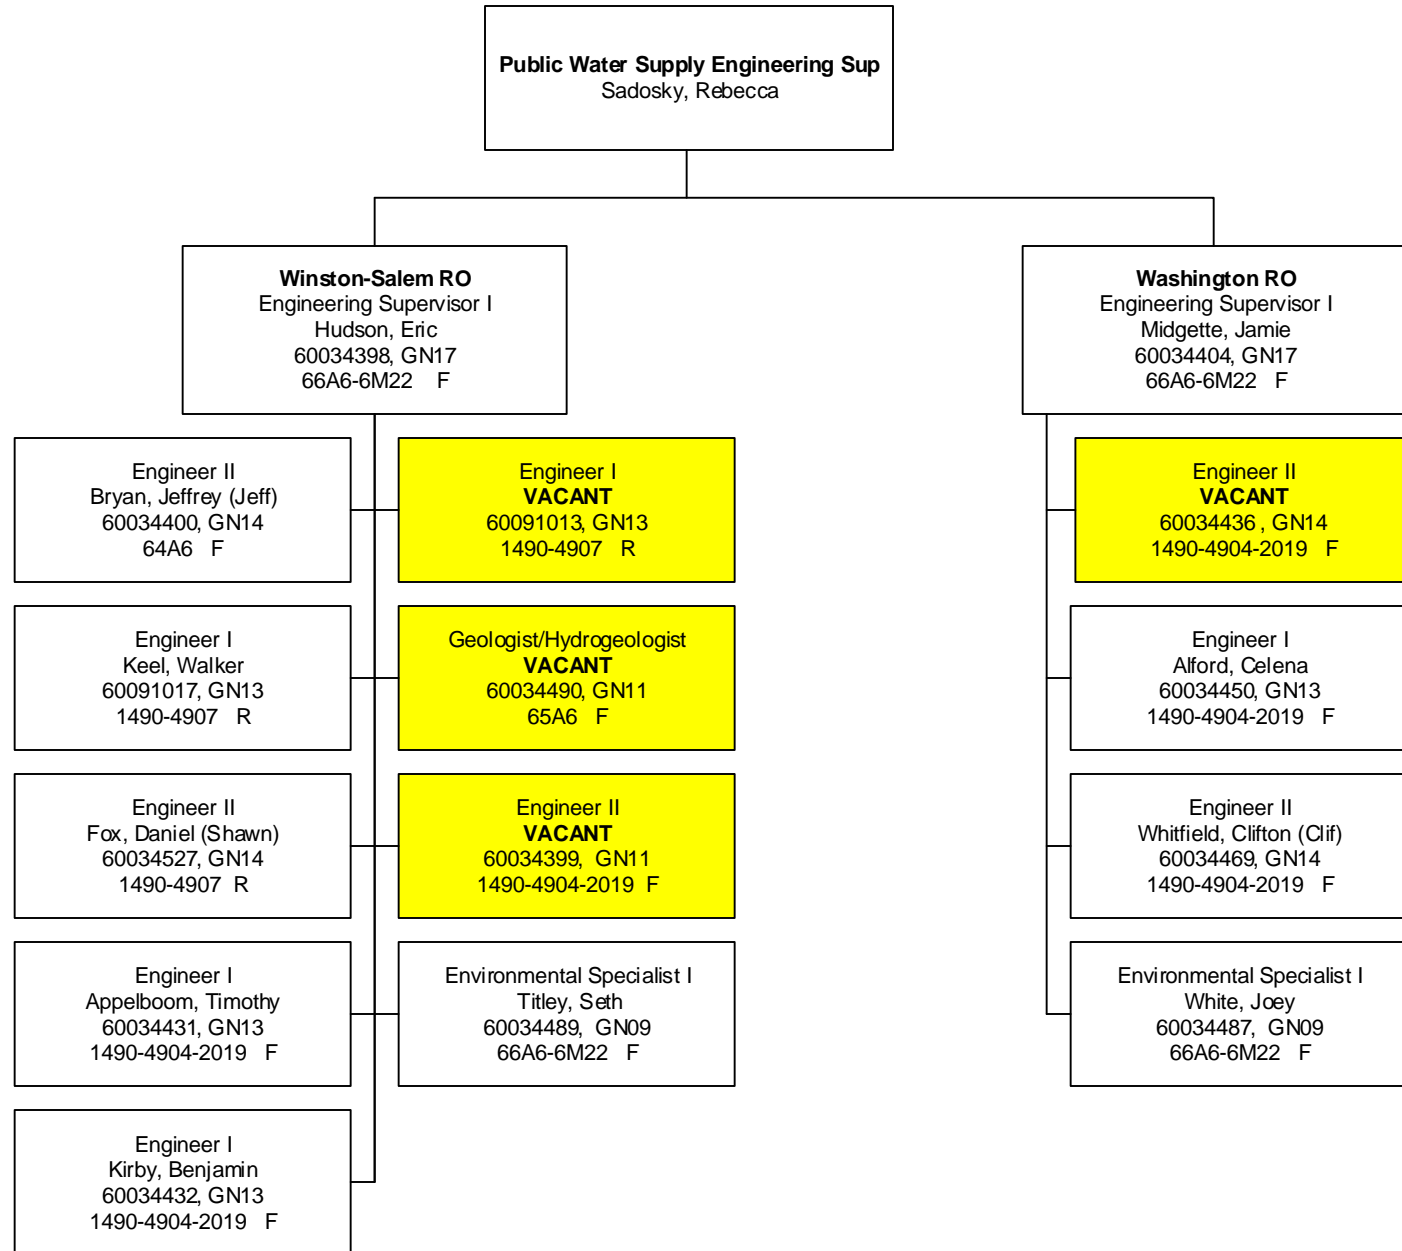 Public Water Supply Engineering Sup
Sadosky, Rebecca
Winston-Salem RO
Engineering Supervisor I
Hudson, Eric
60034398, GN17
66A6-6M22 F
Washington RO
Engineering Supervisor I
Midgette, Jamie
60034404, GN17
66A6-6M22 F
Engineer II
Bryan, Jeffrey (Jeff)
60034400, GN14
64A6 F
Engineer I
VACANT
60091013, GN13
1490-4907 R
Engineer II
VACANT
60034436 , GN14
1490-4904-2019 F
Engineer I
Keel, Walker
60091017, GN13
1490-4907 R
Geologist/Hydrogeologist
VACANT
60034490, GN11
65A6 F
Engineer I
Alford, Celena
60034450, GN13
1490-4904-2019 F
Engineer II
Fox, Daniel (Shawn)
60034527, GN14
1490-4907 R
Engineer II
VACANT
60034399, GN11
1490-4904-2019 F
Engineer II
Whitfield, Clifton (Clif)
60034469, GN14
1490-4904-2019 F
Engineer I
Appelboom, Timothy
60034431, GN13
1490-4904-2019 F
Environmental Specialist I
Titley, Seth
60034489, GN09
66A6-6M22 F
Environmental Specialist I
White, Joey
60034487, GN09
66A6-6M22 F
Engineer I
Kirby, Benjamin
60034432, GN13
1490-4904-2019 F